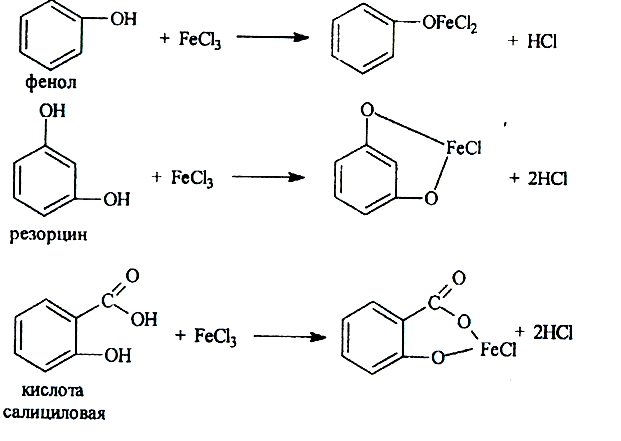 OH + FeCl₃ → OFeCl₂ + HCl
фенол
OH
OH + FeCl₃ → O O FeCl + 2HCl
резорцин
O
C OH
OH + FeCl₃ → O C O O FeCl + 2HCl
кислота
салициловая